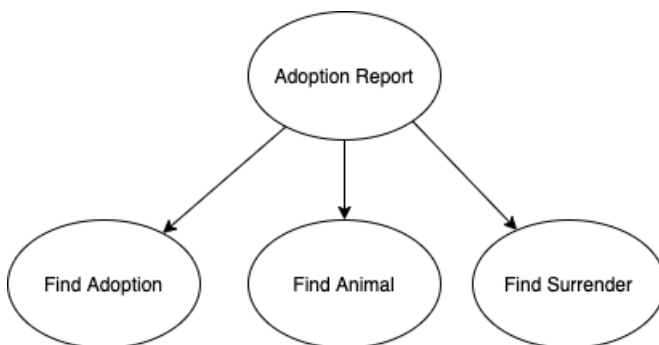 Adoption Report
Find Adoption
Find Animal
Find Surrender